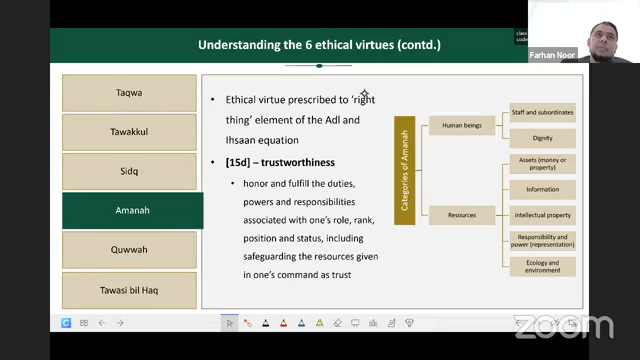 Understanding the 6 ethical virtues (contd.)
class
code
Farhan Noor
Taqwa
Tawakkul
Sidq
Amanah
Quwwah
Tawasi bil Haq
• Ethical virtue prescribed to 'right
thing' element of the Adl and
Ihsaan equation
• [15d] – trustworthiness
• honor and fulfill the duties,
powers and responsibilities
associated with one's role, rank,
position and status, including
safeguarding the resources given
in one's command as trust
Categories of Amanah
Human beings
Staff and subordinates
Dignity
Resources
Assets (money or
property)
Information
Intellectual property
Responsibility and
power (representation)
Ecology and
environment
zoom